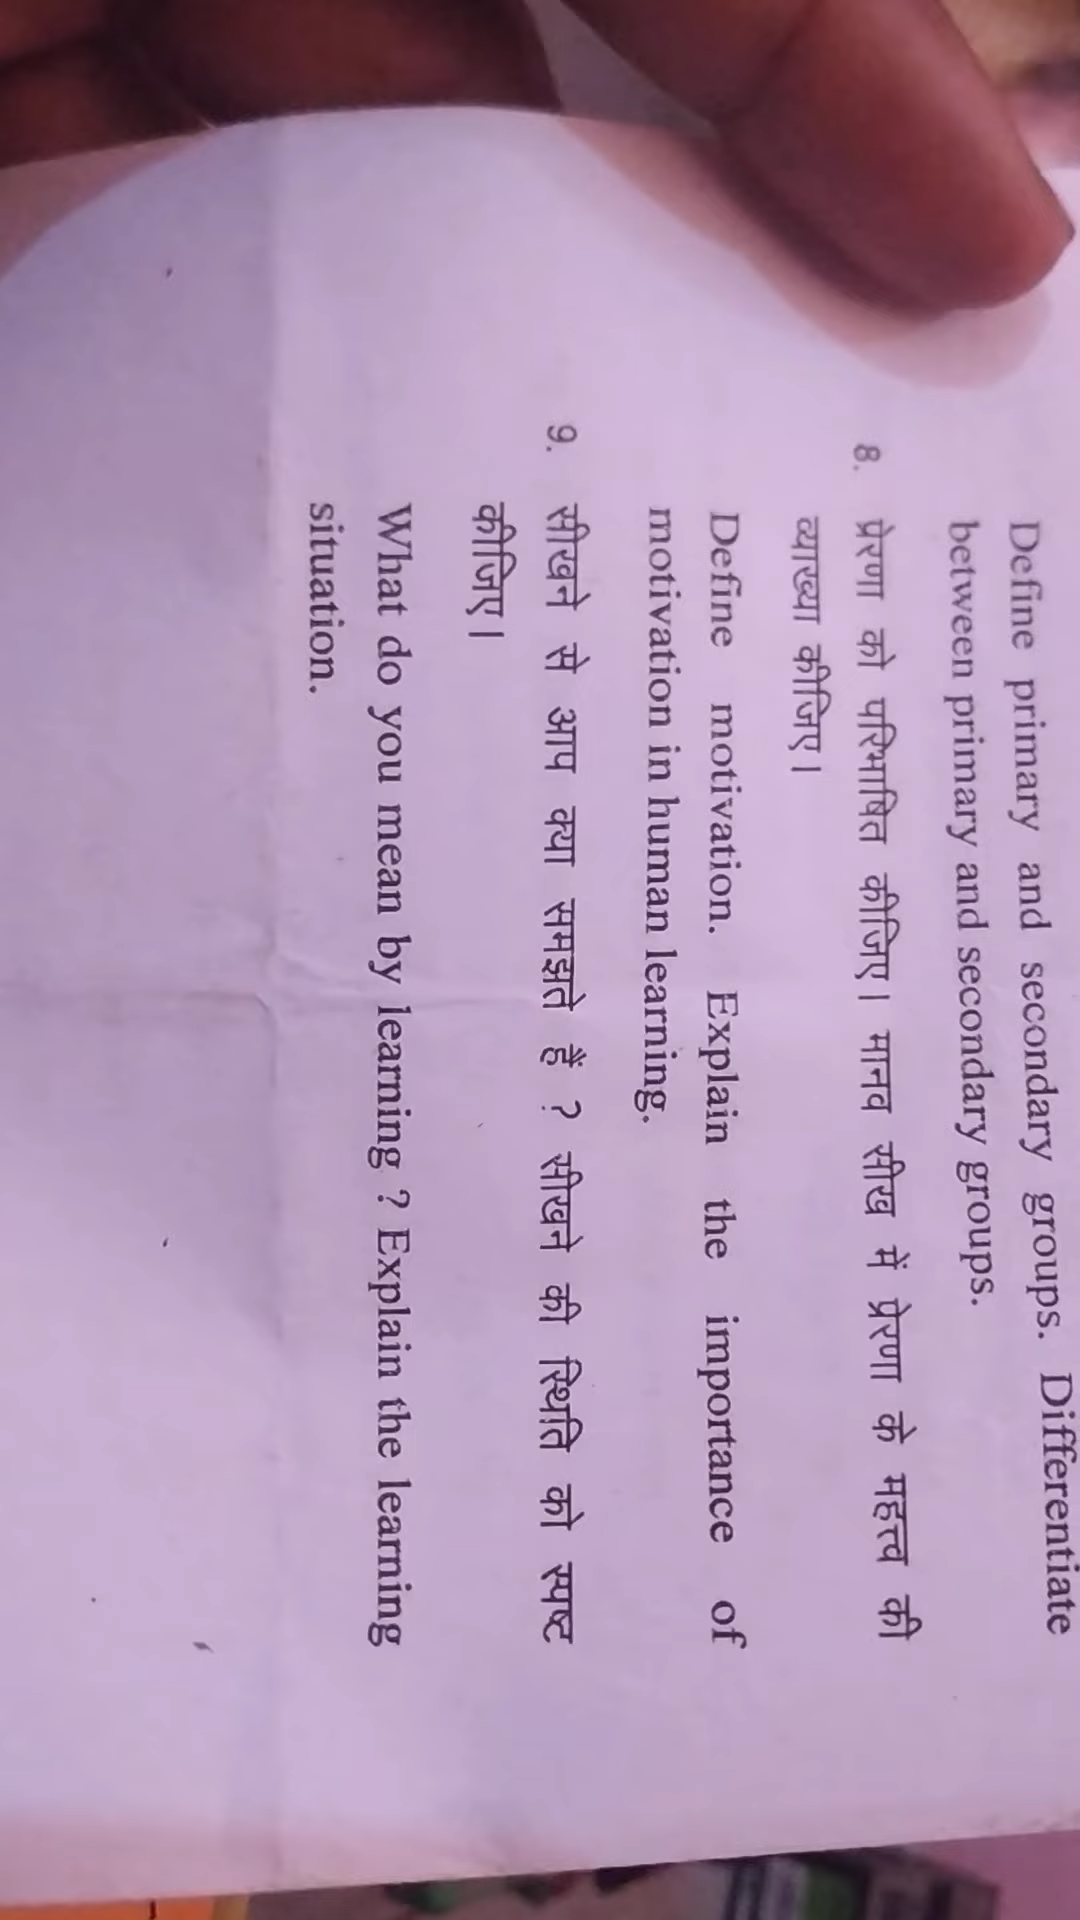 Define primary and secondary groups. Differentiate
between primary and secondary groups.
8. प्रेरणा को परिभाषित कीजिए। मानव सीख में प्रेरणा के महत्त्व की
व्याख्या कीजिए।
Define motivation. Explain the importance of
motivation in human learning.
9. सीखने से आप क्या समझते हैं ? सीखने की स्थिति को स्पष्ट
कीजिए।
What do you mean by learning ? Explain the learning
situation.